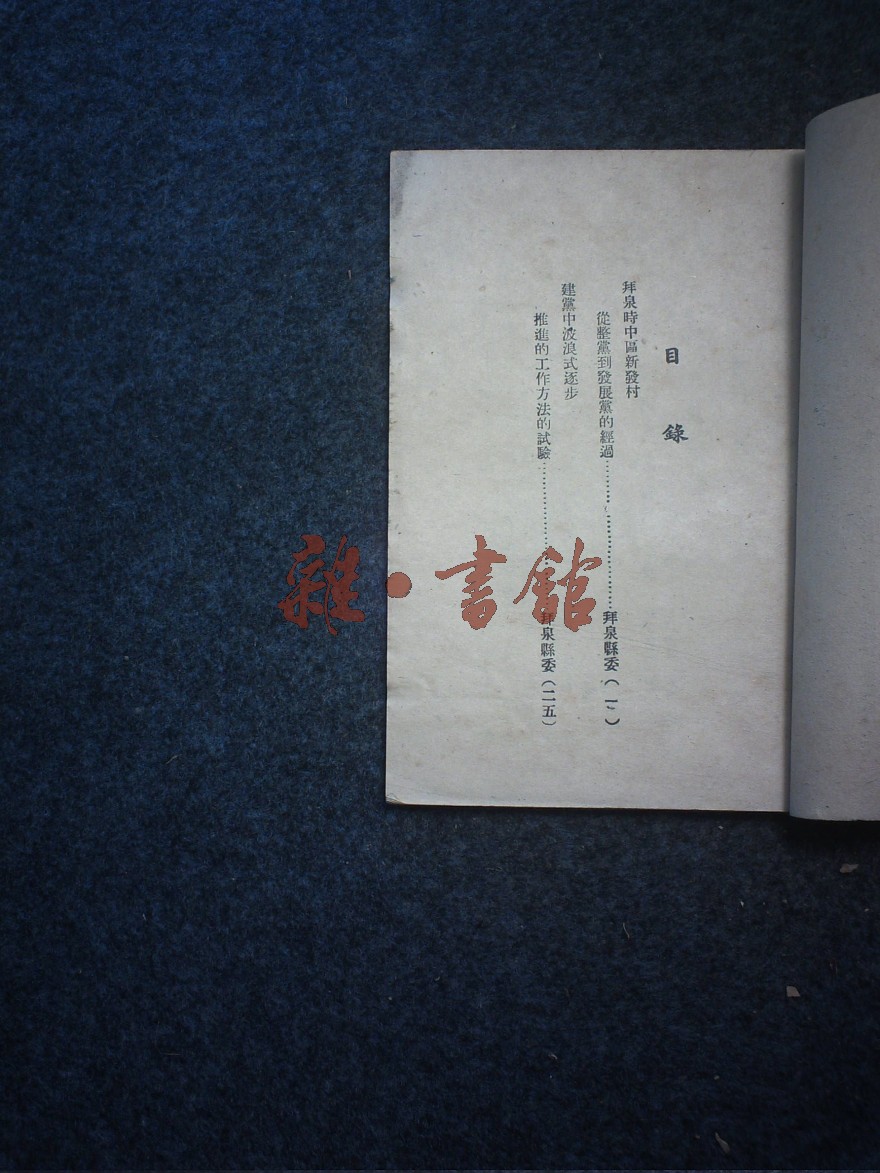 目錄
拜泉時中區新發村
從整黨到發展黨的經過……………………拜泉縣委（一）
建黨中波浪式逐步
推進的工作方法的試驗……………………拜泉縣委（二五）
雜·書館